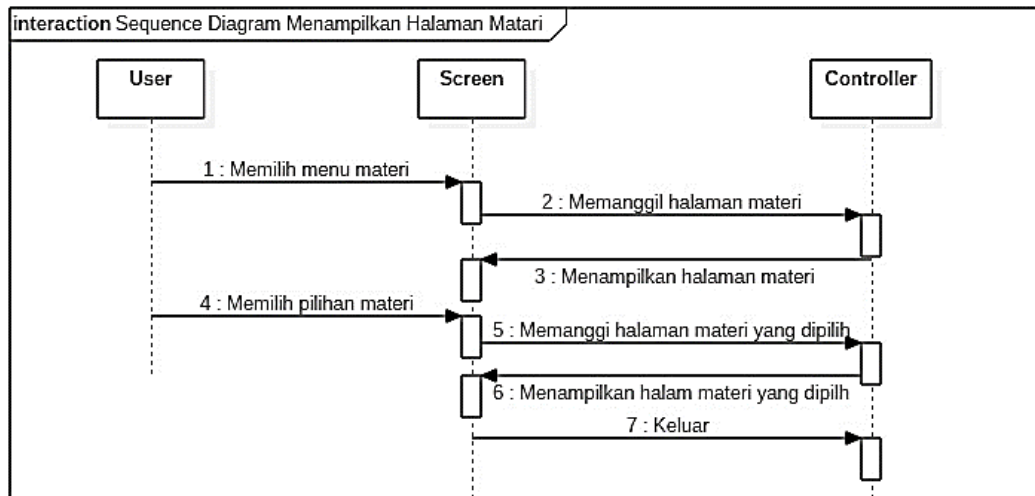 interaction Sequence Diagram Menampilkan Halaman Matari
User
Screen
Controller
1 : Memilih menu materi
2 : Memanggil halaman materi
3 : Menampilkan halaman materi
4 : Memilih pilihan materi
5 : Memanggi halaman materi yang dipilih
6 : Menampilkan halam materi yang dipilh
7 : Keluar